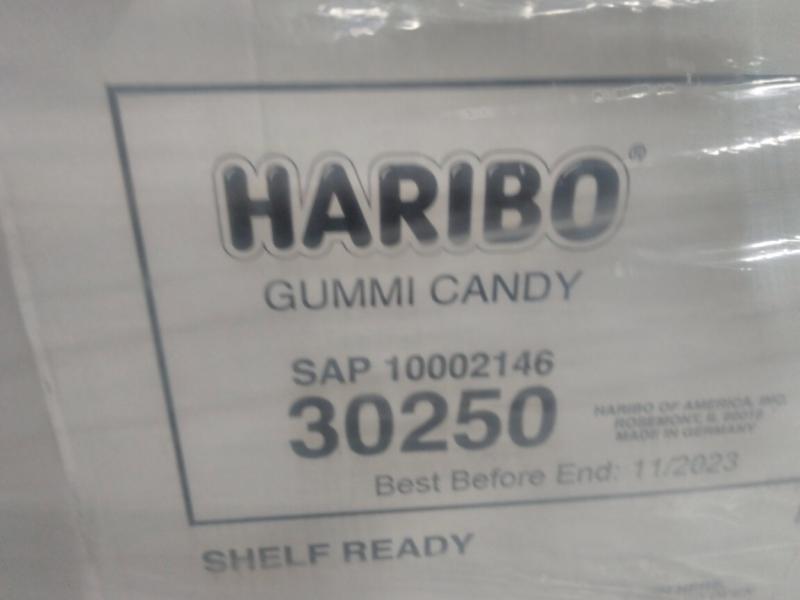 HARIBO®
GUMMI CANDY
SAP 10002146
30250
HARIBO OF AMERICA, INC.
ROSEMONT, IL 60018
MADE IN GERMANY
Best Before End: 11/2023
SHELF READY